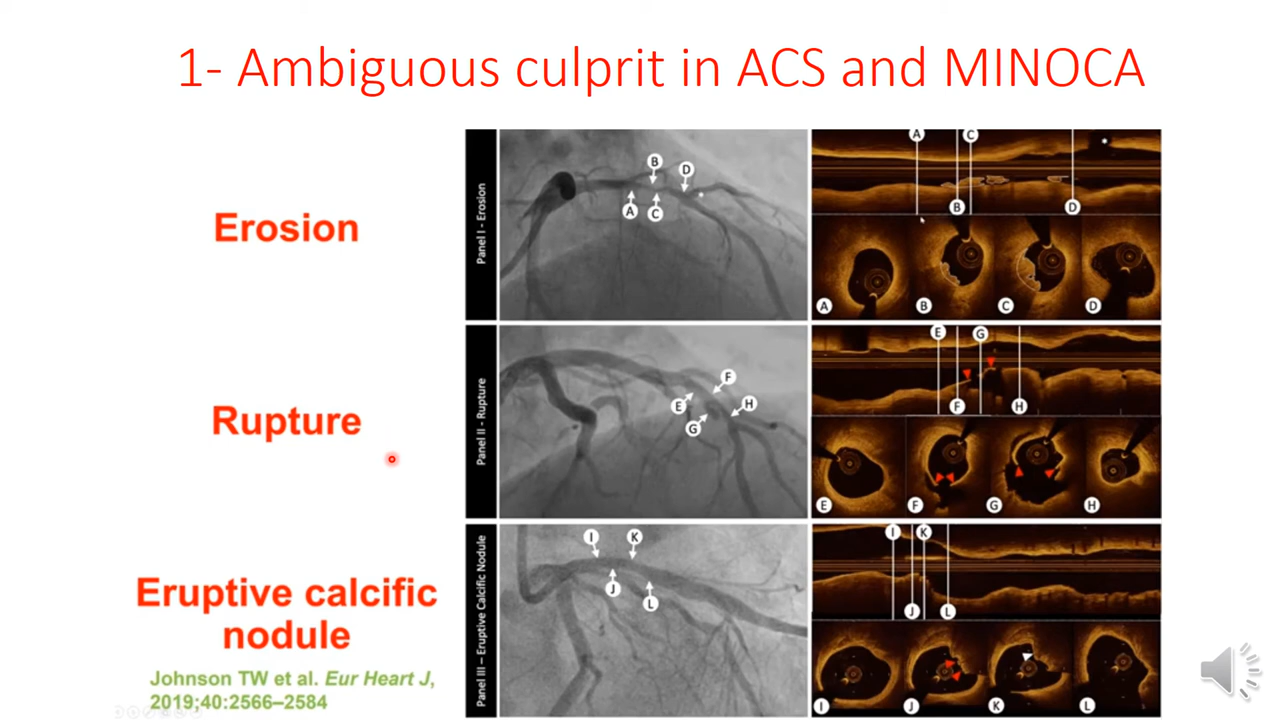 1- Ambiguous culprit in ACS and MINOCA
Erosion
Rupture
Eruptive calcific
nodule
Johnson TW et al. Eur Heart J,
2019;40:2566–2584
Panel I - Erosion
B
D
A
C
*
A
C
*
B
D
A
B
C
D
Panel II - Rupture
F
E
H
G
E
G
F
H
E
F
G
H
Panel III – Eruptive Calcific Nodule
I
K
J
L
I
K
J
L
I
J
K
L